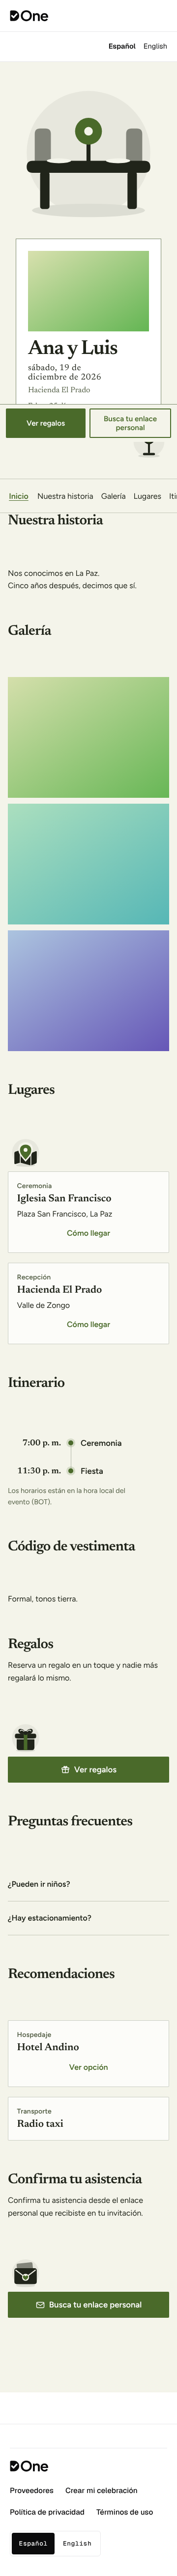 One
Español English
Ana y Luis
sábado, 19 de
diciembre de 2026
Hacienda El Prado
Ver regalos
Busca tu enlace
personal
Inicio Nuestra historia Galería Lugares
Nuestra historia
Nos conocimos en La Paz.
Cinco años después, decimos que sí.
Galería
Lugares
Ceremonia
Iglesia San Francisco
Plaza San Francisco, La Paz
Cómo llegar
Recepción
Hacienda El Prado
Valle de Zongo
Cómo llegar
Itinerario
7:00 p. m. Ceremonia
11:30 p. m. Fiesta
Los horarios están en la hora local del
evento (BOT).
Código de vestimenta
Formal, tonos tierra.
Regalos
Reserva un regalo en un toque y nadie más
regalará lo mismo.
Ver regalos
Preguntas frecuentes
¿Pueden ir niños?
¿Hay estacionamiento?
Recomendaciones
Hospedaje
Hotel Andino
Ver opción
Transporte
Radio taxi
Confirma tu asistencia
Confirma tu asistencia desde el enlace
personal que recibiste en tu invitación.
Busca tu enlace personal
One
Proveedores Crear mi celebración
Política de privacidad Términos de uso
Español English